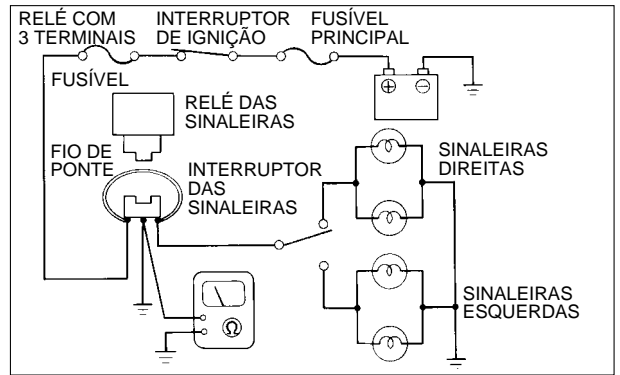 RELÉ COM
3 TERMINAIS
INTERRUPTOR
DE IGNIÇÃO
FUSÍVEL
PRINCIPAL
FUSÍVEL
RELÉ DAS
SINALEIRAS
FIO DE
PONTE
INTERRUPTOR
DAS
SINALEIRAS
SINALEIRAS
DIREITAS
SINALEIRAS
ESQUERDAS
Ω